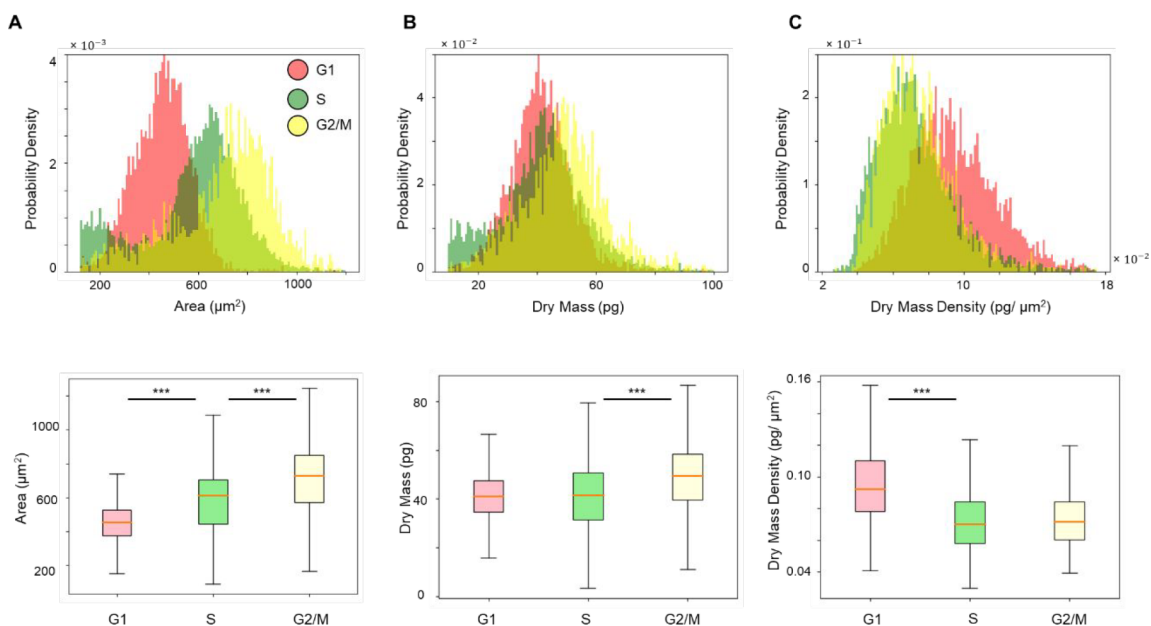 A
B
C
× 10⁻³
× 10⁻²
× 10⁻¹
Probability Density
4
2
0
G1
S
G2/M
200
600
1000
Area (µm²)
Probability Density
4
2
0
20
60
100
Dry Mass (pg)
Probability Density
2
1
0
2
10
18
× 10⁻²
Dry Mass Density (pg/ µm²)
Area (µm²)
1000
600
200
***
***
G1
S
G2/M
Dry Mass (pg)
80
40
0
***
G1
S
G2/M
Dry Mass Density (pg/ µm²)
0.16
0.10
0.04
***
G1
S
G2/M